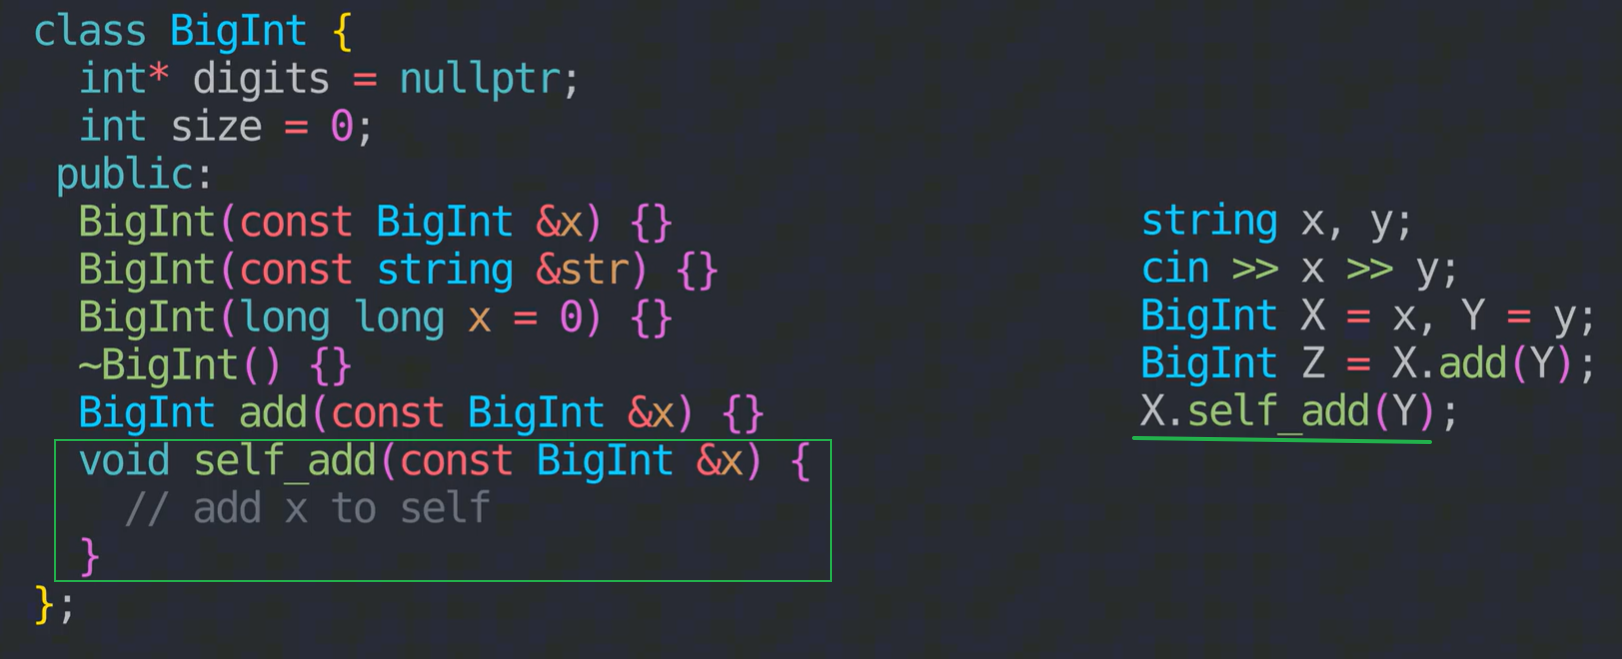 class BigInt {
int* digits = nullptr;
int size = 0;
public:
BigInt(const BigInt &x) {}
BigInt(const string &str) {}
BigInt(long long x = 0) {}
~BigInt() {}
BigInt add(const BigInt &x) {}
void self_add(const BigInt &x) {
// add x to self
}
};
string x, y;
cin >> x >> y;
BigInt X = x, Y = y;
BigInt Z = X.add(Y);
X.self_add(Y);